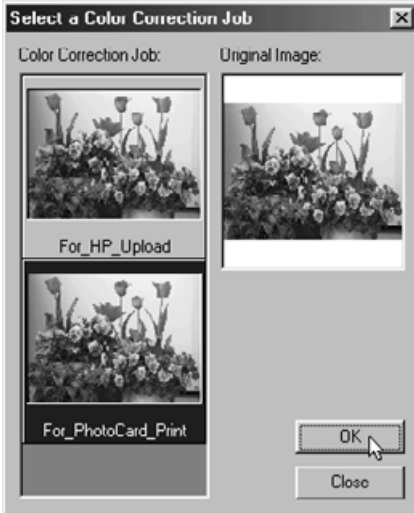 Select a Color Correction Job
Color Correction Job:
Original Image:
For_HP_Upload
For_PhotoCard_Print
OK
Close